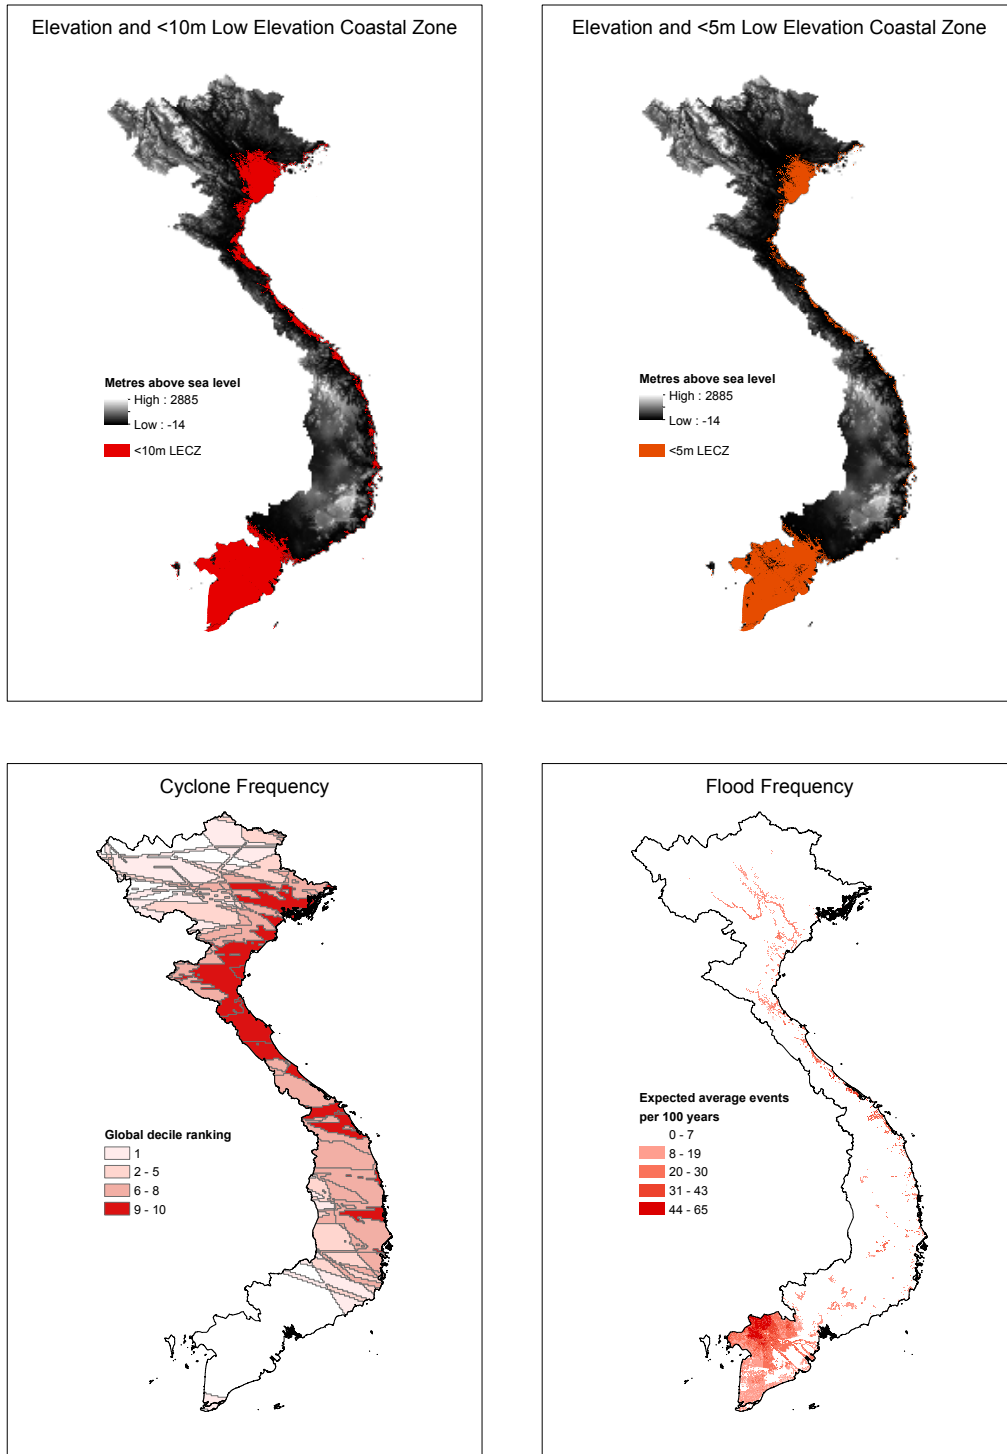 Elevation and <10m Low Elevation Coastal Zone
Metres above sea level
High : 2885
Low : -14
<10m LECZ
Elevation and <5m Low Elevation Coastal Zone
Metres above sea level
High : 2885
Low : -14
<5m LECZ
Cyclone Frequency
Global decile ranking
1
2 - 5
6 - 8
9 - 10
Flood Frequency
Expected average events
per 100 years
0 - 7
8 - 19
20 - 30
31 - 43
44 - 65